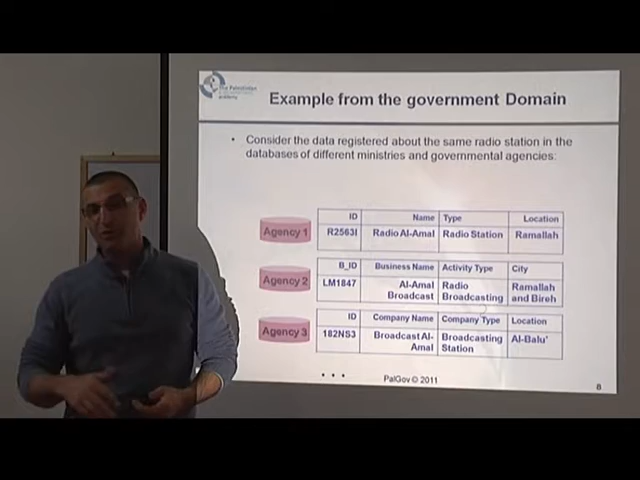 The Palestinian
Academy
Example from the government Domain
• Consider the data registered about the same radio station in the
databases of different ministries and governmental agencies:
Agency 1
ID Name Type Location
R2563I Radio Al-Amal Radio Station Ramallah
Agency 2
B_ID Business Name Activity Type City
LM1847 Al-Amal Radio Ramallah
Broadcast Broadcasting and Bireh
Agency 3
ID Company Name Company Type Location
182NS3 Broadcast Al- Broadcasting Al-Balu'
Amal Station
. . .
PalGov © 2011
8